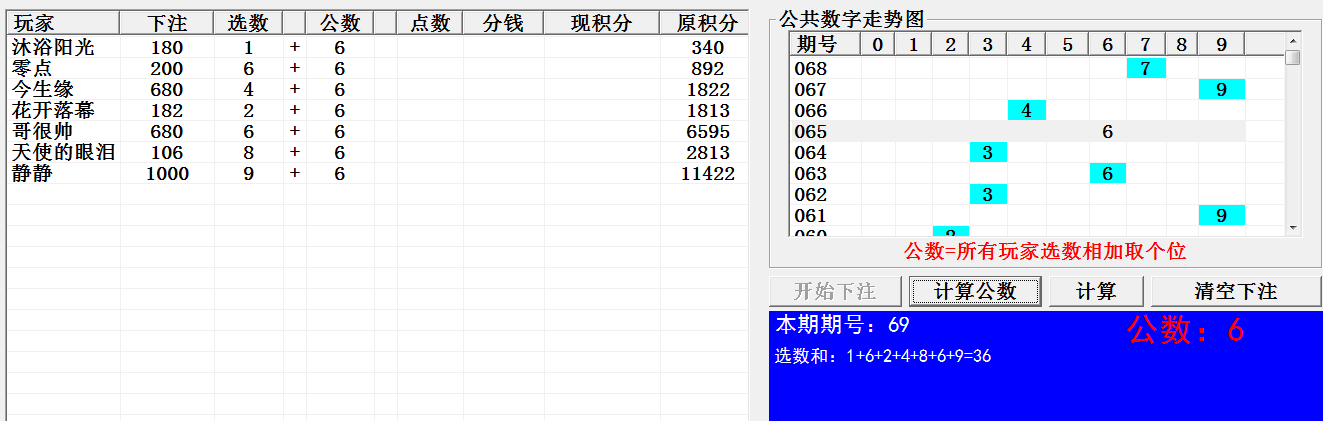 玩家 下注 选数 公数 点数 分钱 现积分 原积分
沐浴阳光 180 1 + 6 340
零点 200 6 + 6 892
今生缘 680 4 + 6 1822
花开落幕 182 2 + 6 1813
哥很帅 680 6 + 6 6595
天使的眼泪 106 8 + 6 2813
静静 1000 9 + 6 11422
公共数字走势图
期号 0 1 2 3 4 5 6 7 8 9
068 7
067 9
066 4
065 6
064 3
063 6
062 3
061 9
公数=所有玩家选数相加取个位
开始下注 计算公数 计算 清空下注
本期期号：69 公数：6
选数和：1+6+2+4+8+6+9=36